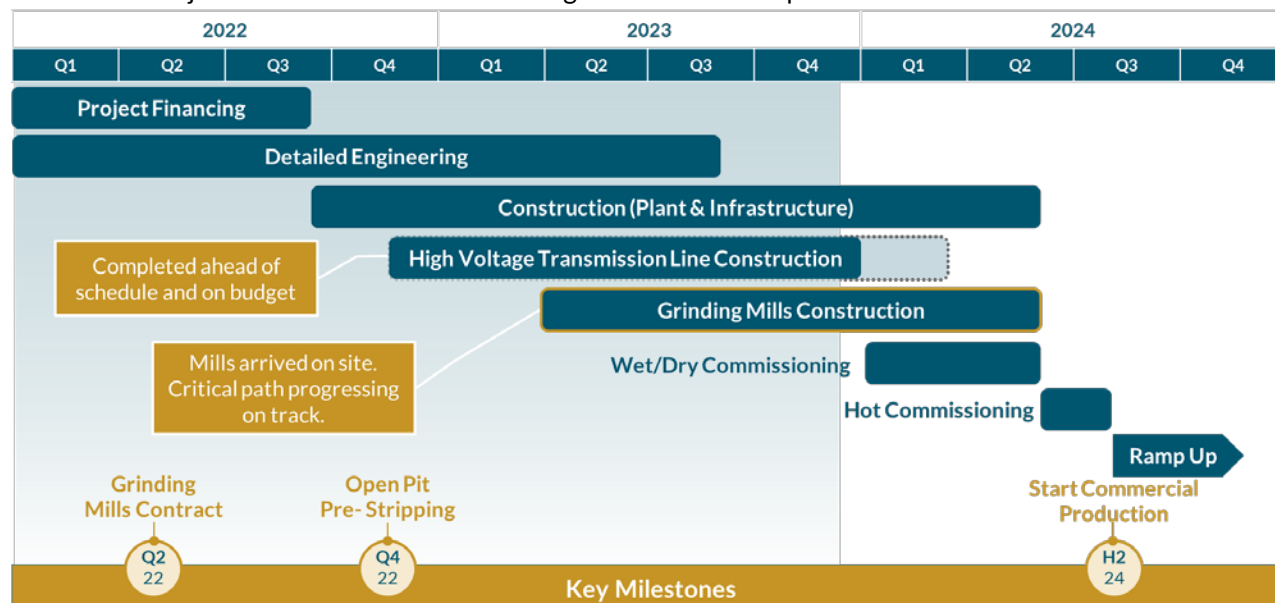 2022 2023 2024
Q1 Q2 Q3 Q4 Q1 Q2 Q3 Q4 Q1 Q2 Q3 Q4
Project Financing
Detailed Engineering
Construction (Plant & Infrastructure)
High Voltage Transmission Line Construction
Completed ahead of
schedule and on budget
Grinding Mills Construction
Mills arrived on site.
Critical path progressing
on track.
Wet/Dry Commissioning
Hot Commissioning
Ramp Up
Grinding
Mills Contract
Q2
22
Open Pit
Pre- Stripping
Q4
22
Start Commercial
Production
H2
24
Key Milestones